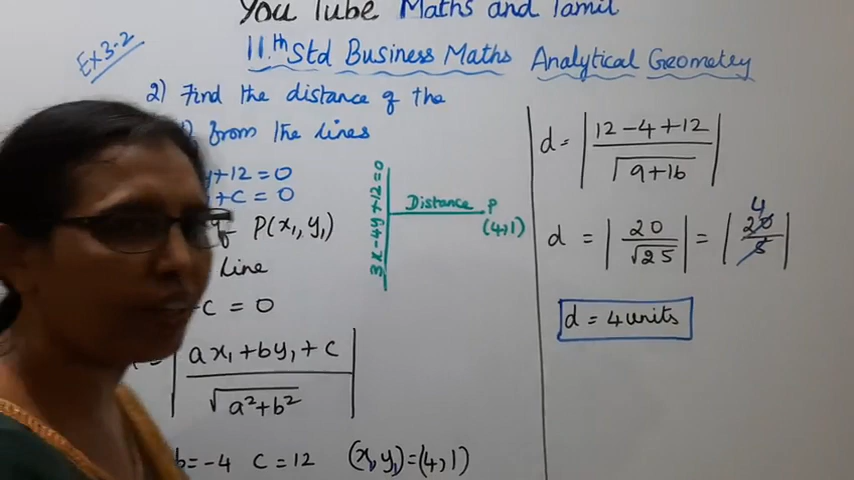 You Tube Maths and Tamil
Ex 3-2
11.th Std Business Maths Analytical Geometry
2) Find the distance of the
from the lines
y+12=0
y+c=0
P(x₁, y₁)
line
-c = 0
ax₁+by₁+c
√a²+b²
b=-4 c=12 (x₁, y₁)=(4,1)
3x-4y+12=0
Distance P
(4,1)
d = |12-4+12
√9+16|
d = |20
√25| = |20 4
5|
d = 4 units